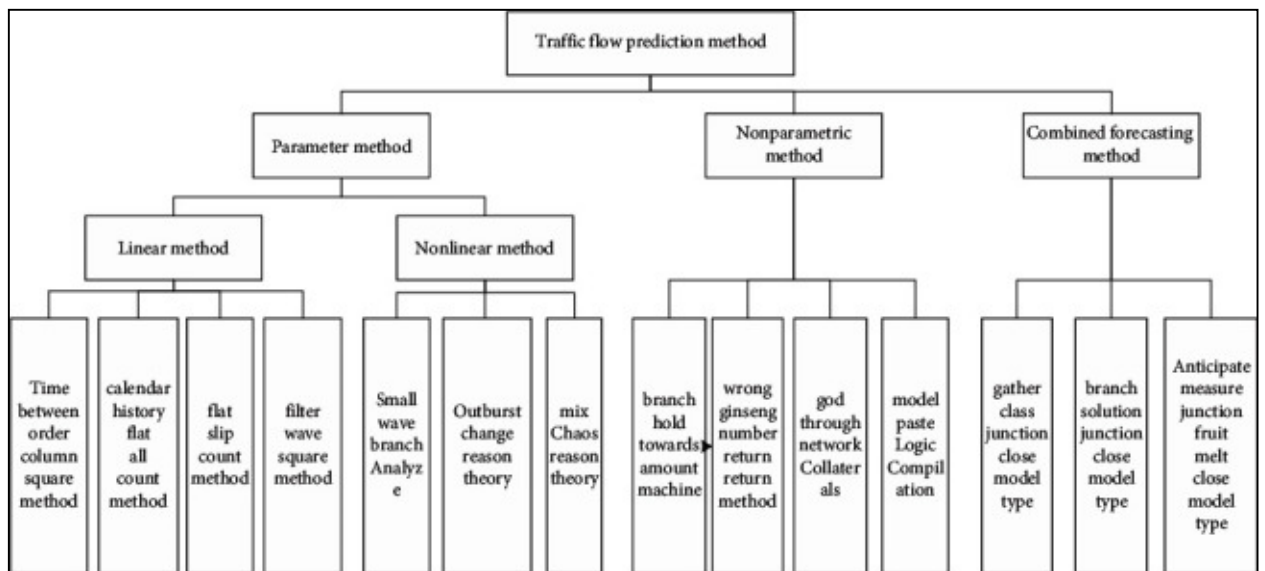 Traffic flow prediction method
Parameter method
Nonparametric
method
Combined forecasting
method
Linear method
Nonlinear method
Time
between
order
column
square
method
calendar
history
flat
all
count
method
flat
slip
count
method
filter
wave
square
method
Small
wave
branch
Analyz
e
Outburst
change
reason
theory
mix
Chaos
reason
theory
branch
hold
towards
amount
machine
wrong
ginseng
number
return
return
method
god
through
network
Collater
als
model
paste
Logic
Compil
ation
gather
class
junction
close
model
type
branch
solution
junction
close
model
type
Anticipate
measure
junction
fruit
melt
close
model
type